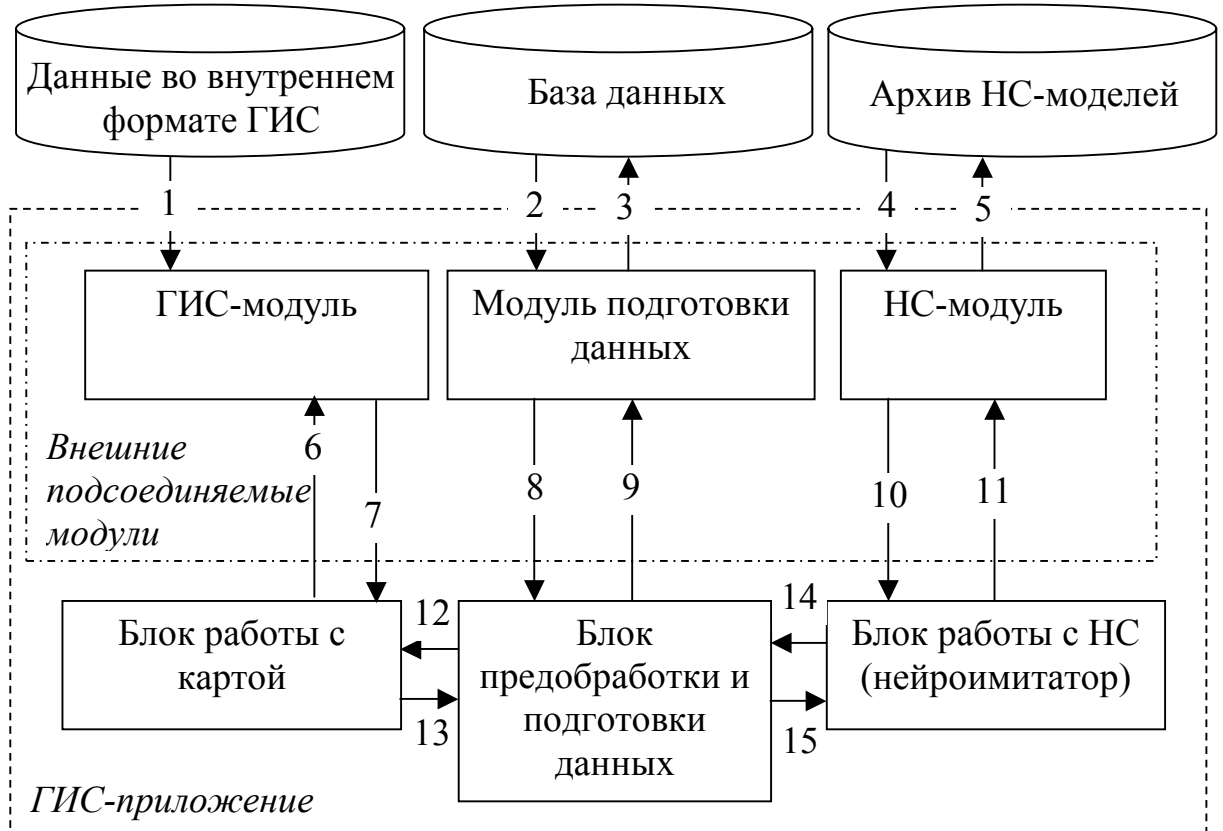 Данные во внутреннем
формате ГИС
База данных
Архив НС-моделей
1
2
3
4
5
ГИС-модуль
Модуль подготовки
данных
НС-модуль
Внешние
подсоединяемые
модули
6
7
8
9
10
11
Блок работы с
картой
12
13
Блок
предобработки и
подготовки
данных
14
15
Блок работы с НС
(нейроимитатор)
ГИС-приложение